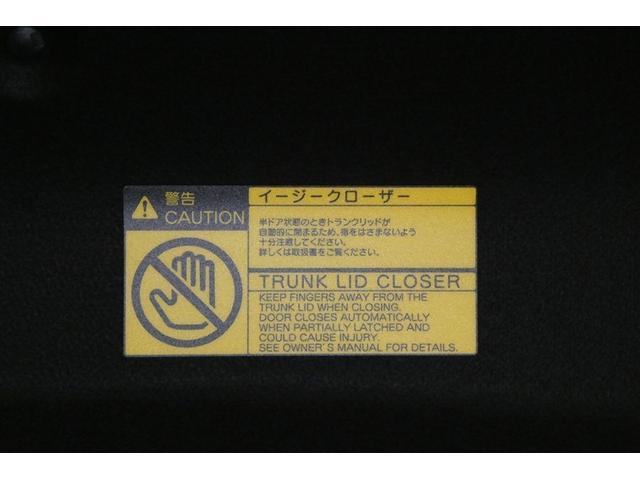 警告
CAUTION
イージークローザー
半ドア状態のときトランクリッドが
自動的に閉まるため、指をはさまないよう
十分注意してください。
詳しくは取扱書をご覧ください。
TRUNK LID CLOSER
KEEP FINGERS AWAY FROM THE
TRUNK LID WHEN CLOSING.
DOOR CLOSES AUTOMATICALLY
WHEN PARTIALLY LATCHED AND
COULD CAUSE INJURY.
SEE OWNER'S MANUAL FOR DETAILS.